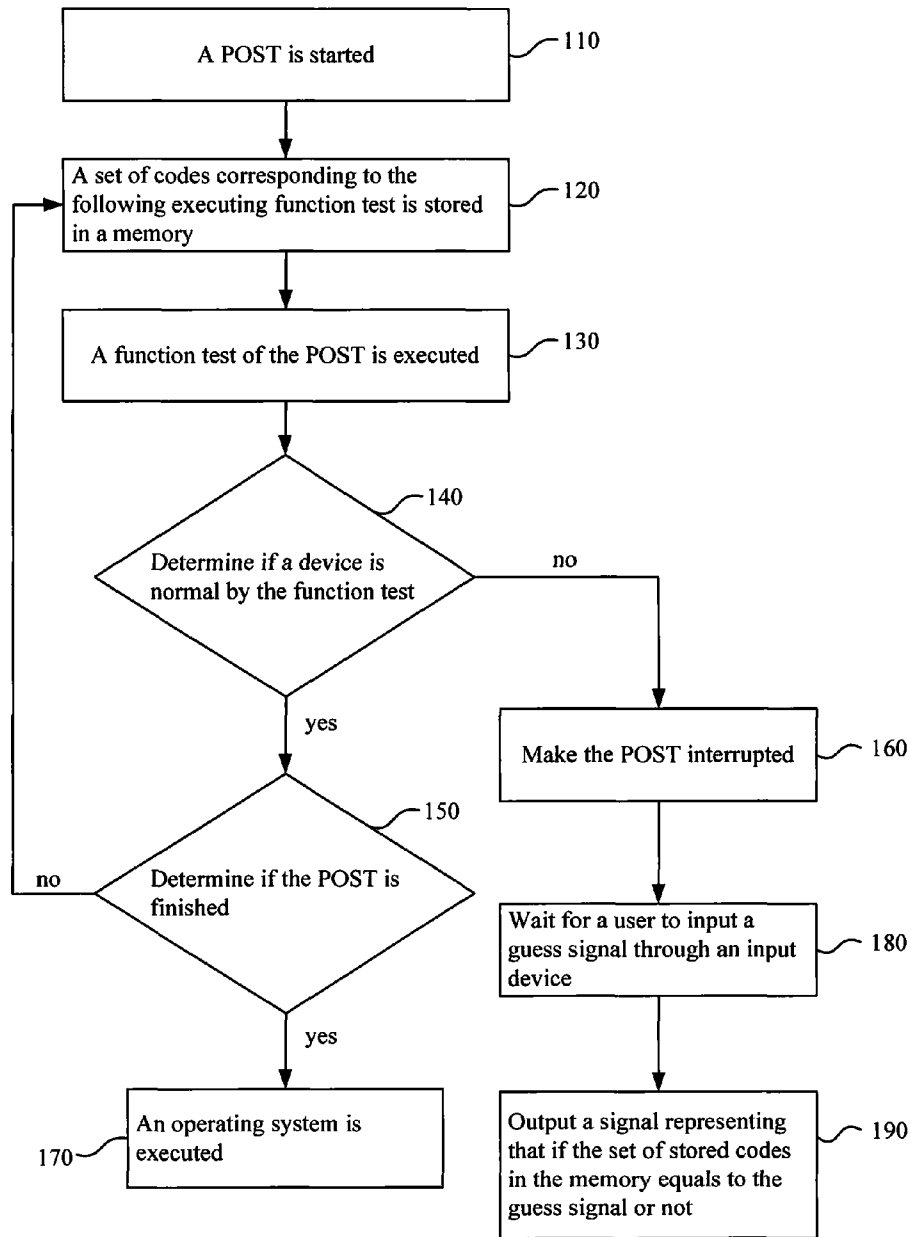 A POST is started
110
A set of codes corresponding to the
following executing function test is stored
in a memory
120
A function test of the POST is executed
130
140
Determine if a device is
normal by the function test
no
yes
Make the POST interrupted
160
150
Determine if the POST is
finished
no
yes
Wait for a user to input a
guess signal through an input
device
180
An operating system is
executed
170
Output a signal representing
that if the set of stored codes
in the memory equals to the
guess signal or not
190